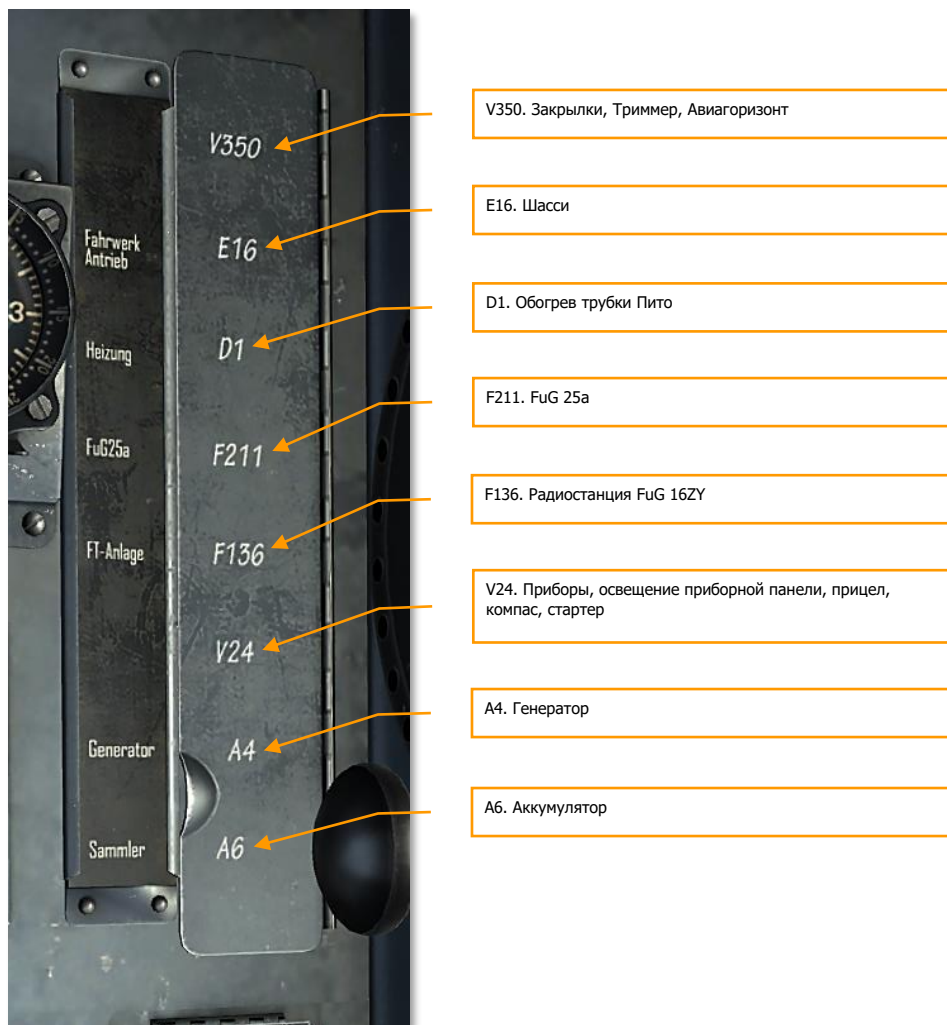 V350
V350. Закрылки, Триммер, Авиагоризонт
Fahrwerk
Antrieb
E16
E16. Шасси
3
Heizung
D1
D1. Обогрев трубки Пито
FuG25a
F211
F211. FuG 25a
FT-Anlage
F136
F136. Радиостанция FuG 16ZY
V24
V24. Приборы, освещение приборной панели, прицел,
компас, стартер
Generator
A4
A4. Генератор
Sammler
A6
A6. Аккумулятор